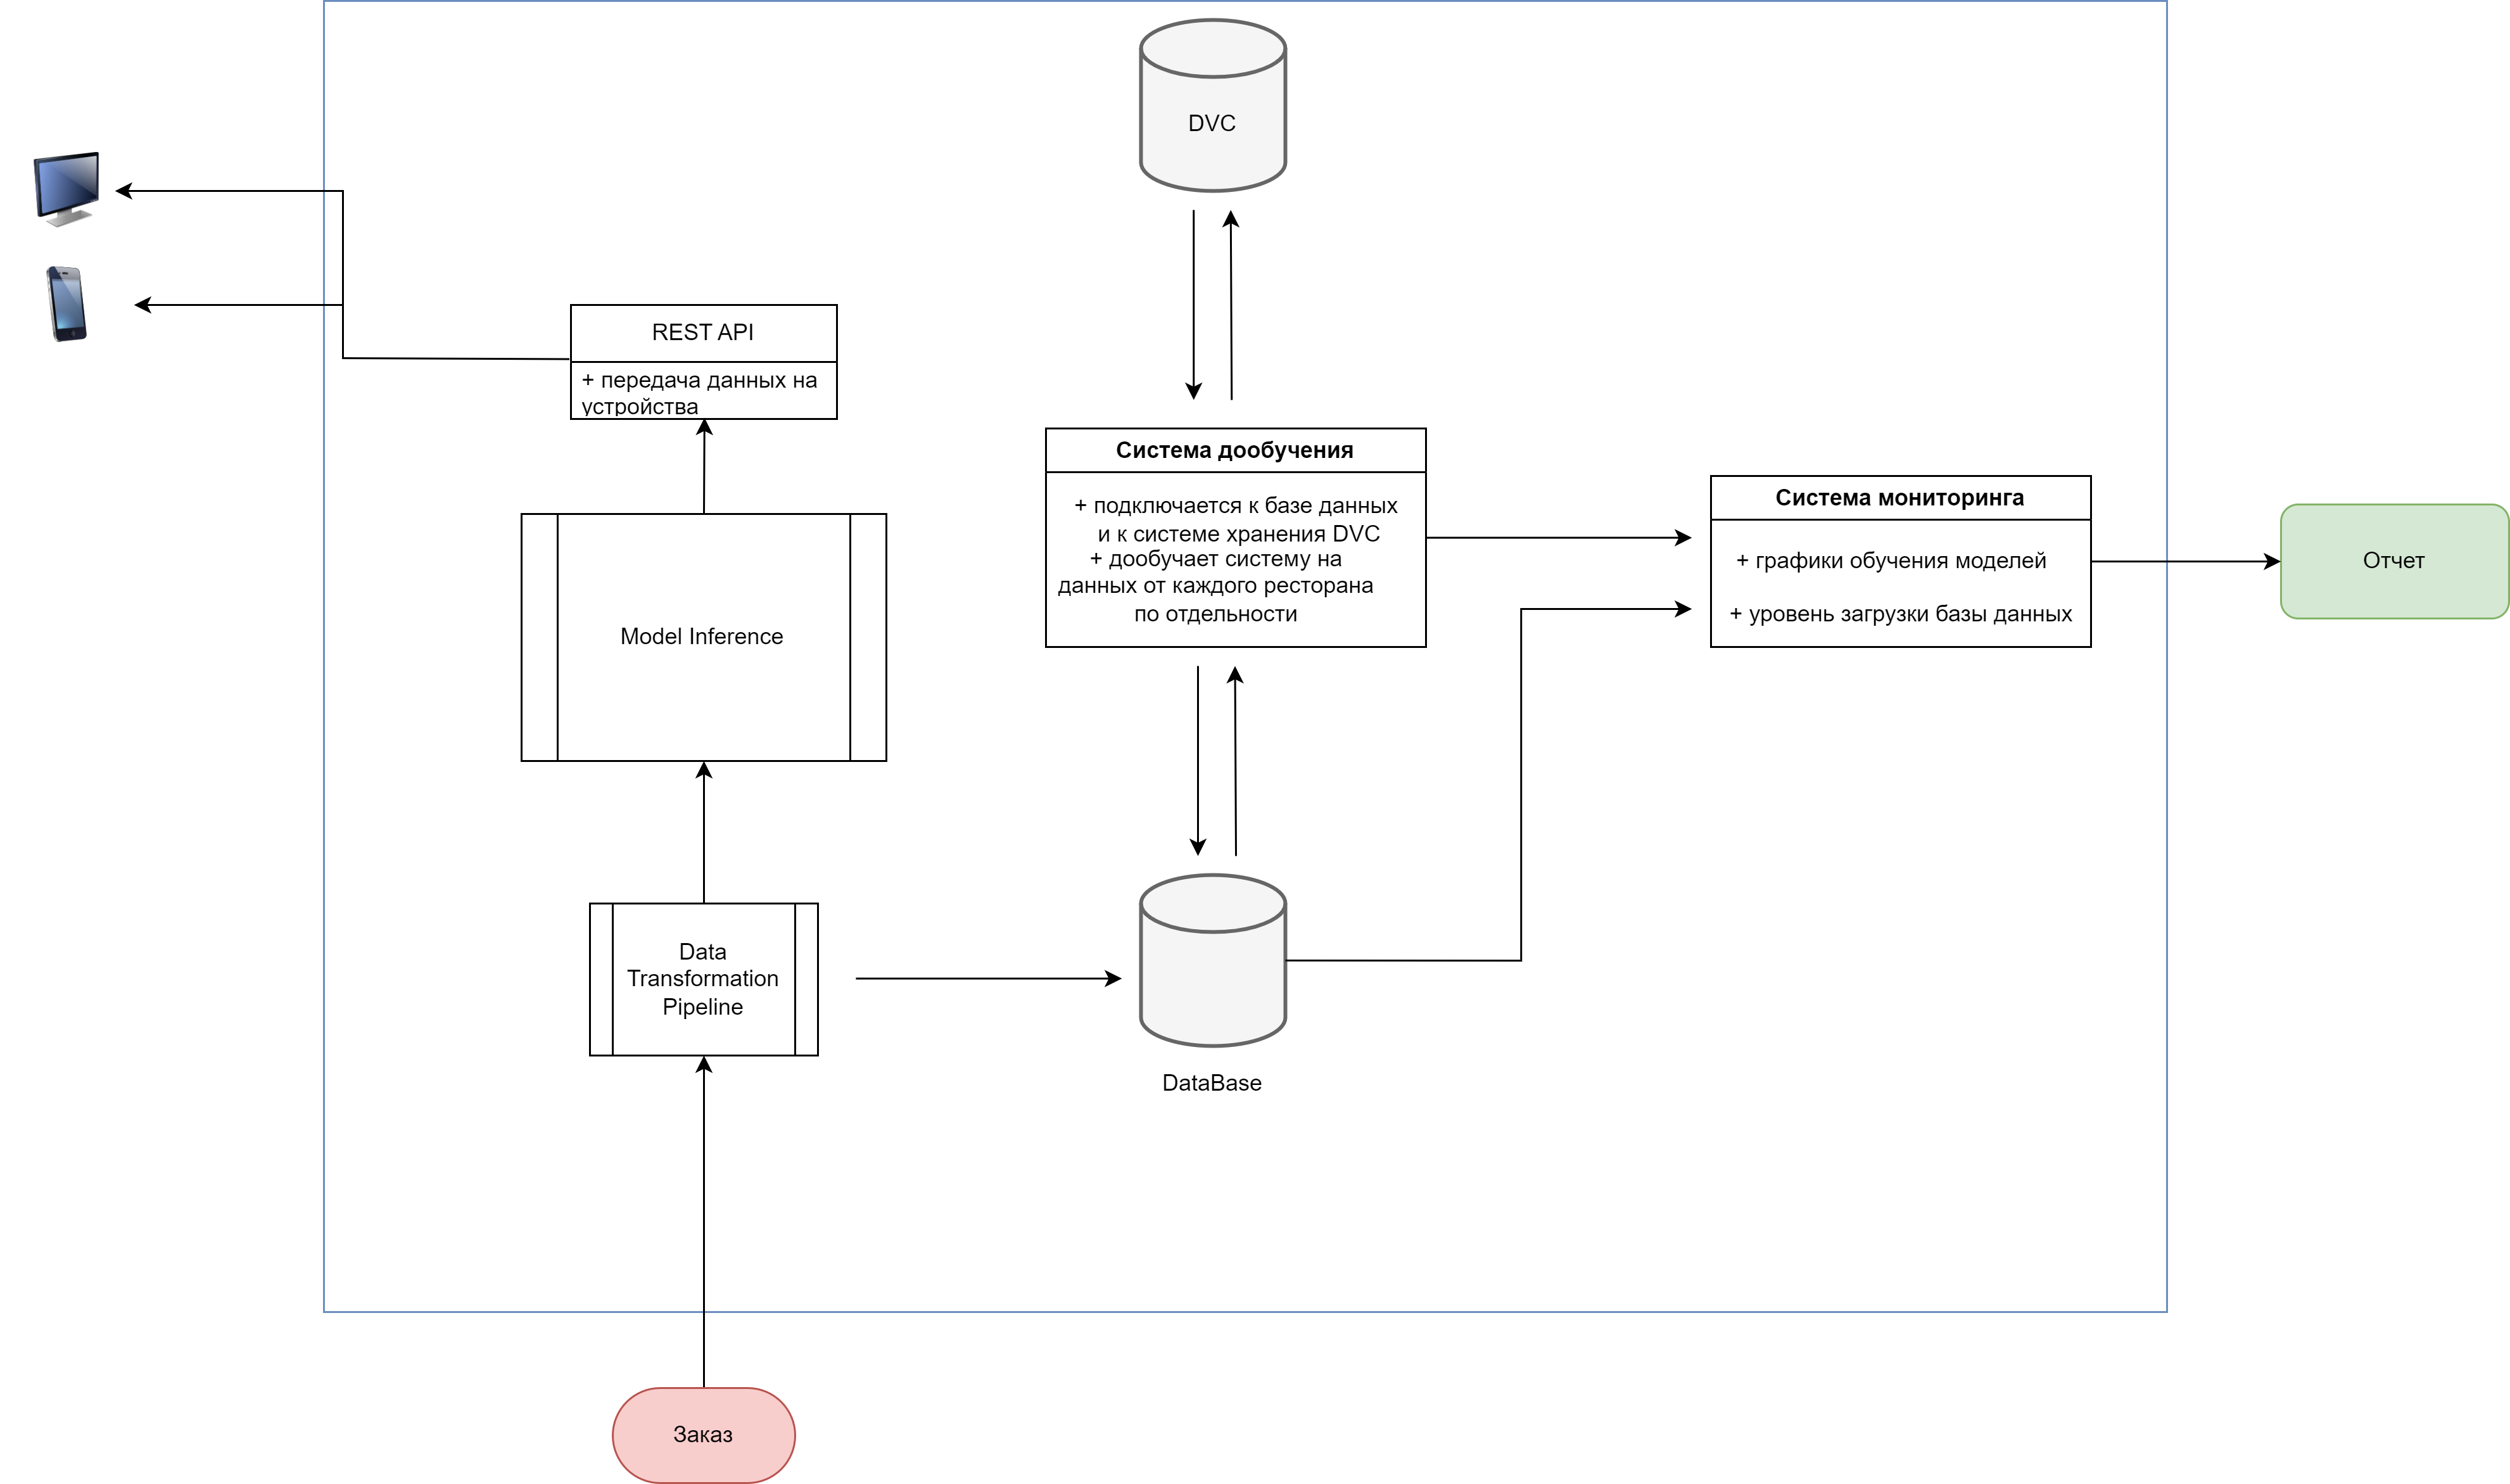 DVC
REST API
+ передача данных на
устройства
Система дообучения
+ подключается к базе данных
и к системе хранения DVC
+ дообучает систему на
данных от каждого ресторана
по отдельности
Система мониторинга
+ графики обучения моделей
+ уровень загрузки базы данных
Отчет
Model Inference
Data
Transformation
Pipeline
DataBase
Заказ